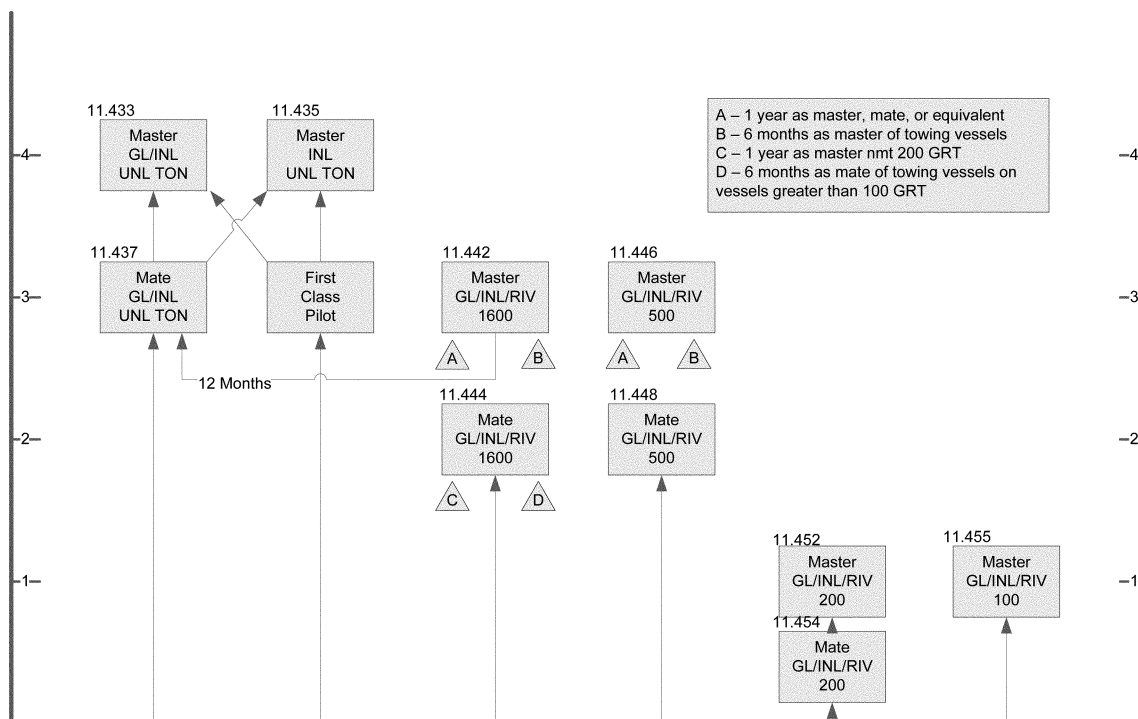 11.433
Master
GL/INL
UNL TON
11.435
Master
INL
UNL TON
A – 1 year as master, mate, or equivalent
B – 6 months as master of towing vessels
C – 1 year as master nmt 200 GRT
D – 6 months as mate of towing vessels on
vessels greater than 100 GRT
4
4
11.437
Mate
GL/INL
UNL TON
First
Class
Pilot
11.442
Master
GL/INL/RIV
1600
11.446
Master
GL/INL/RIV
500
3
3
A
B
A
B
12 Months
11.444
Mate
GL/INL/RIV
1600
11.448
Mate
GL/INL/RIV
500
2
2
C
D
11.452
Master
GL/INL/RIV
200
11.455
Master
GL/INL/RIV
100
1
1
11.454
Mate
GL/INL/RIV
200